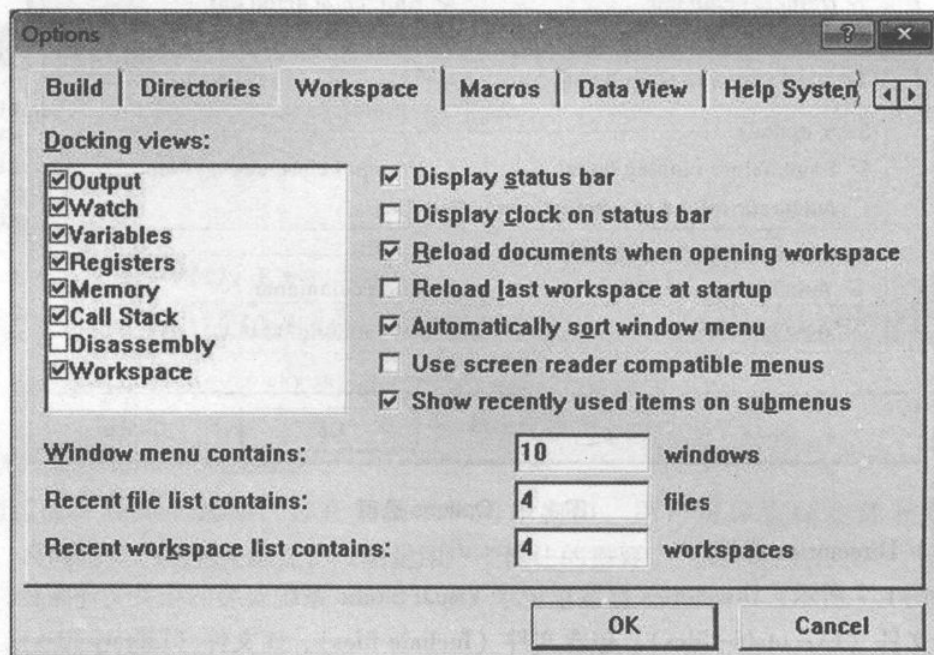 Options
Build
Directories
Workspace
Macros
Data View
Help System
Docking views:
Output
Watch
Variables
Registers
Memory
Call Stack
Disassembly
Workspace
Display status bar
Display clock on status bar
Reload documents when opening workspace
Reload last workspace at startup
Automatically sort window menu
Use screen reader compatible menus
Show recently used items on submenus
Window menu contains: 10 windows
Recent file list contains: 4 files
Recent workspace list contains: 4 workspaces
OK
Cancel